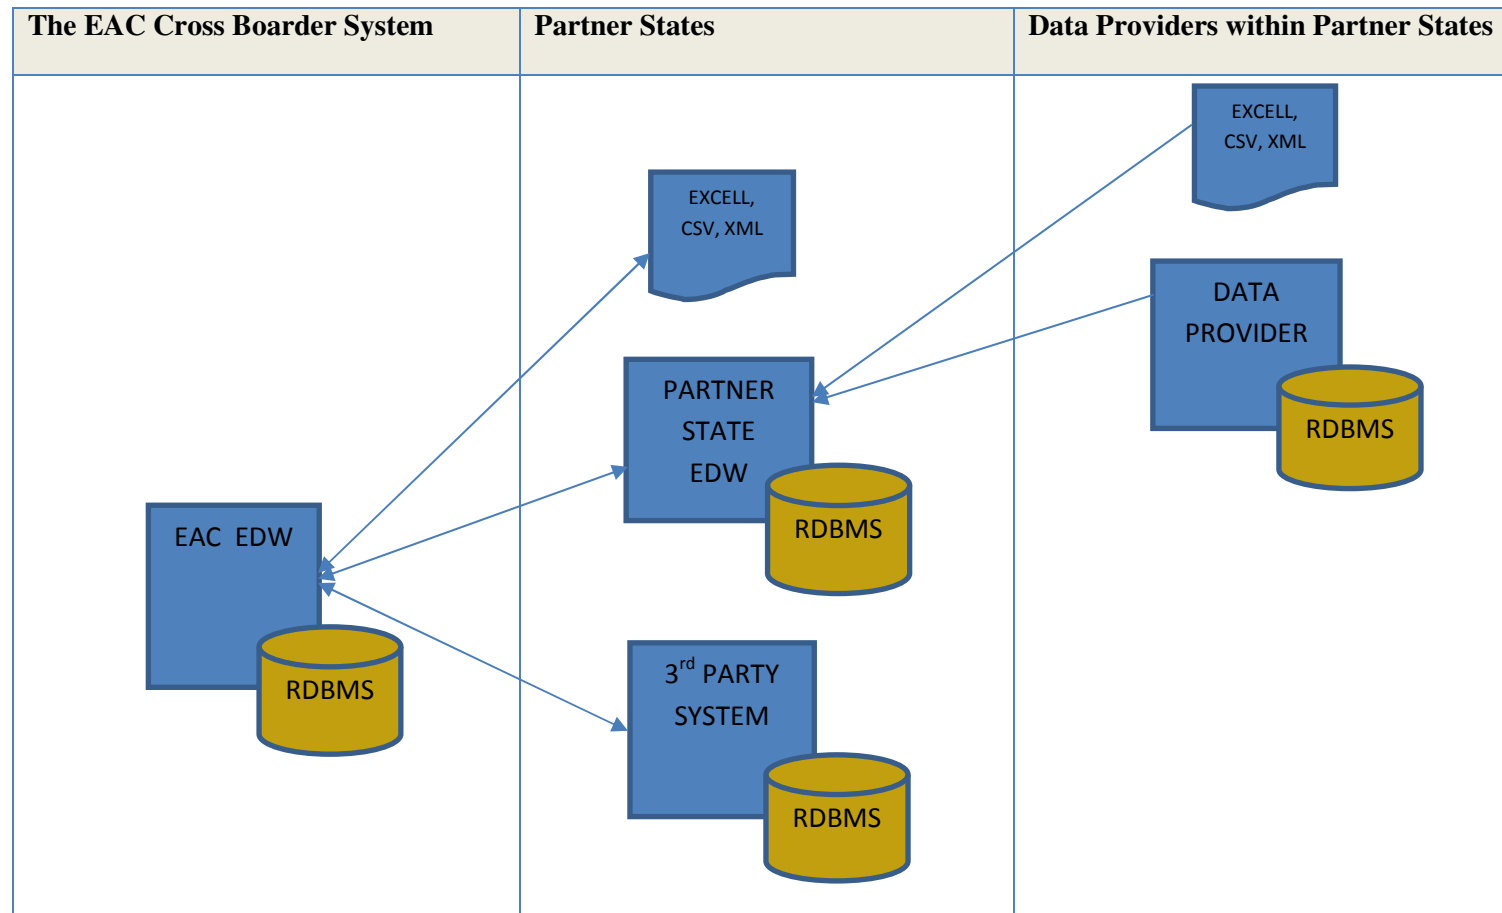 The EAC Cross Boarder System
Partner States
Data Providers within Partner States
EXCELL,
CSV, XML
EXCELL,
CSV, XML
DATA
PROVIDER
RDBMS
PARTNER
STATE
EDW
RDBMS
EAC  EDW
RDBMS
3rd PARTY
SYSTEM
RDBMS